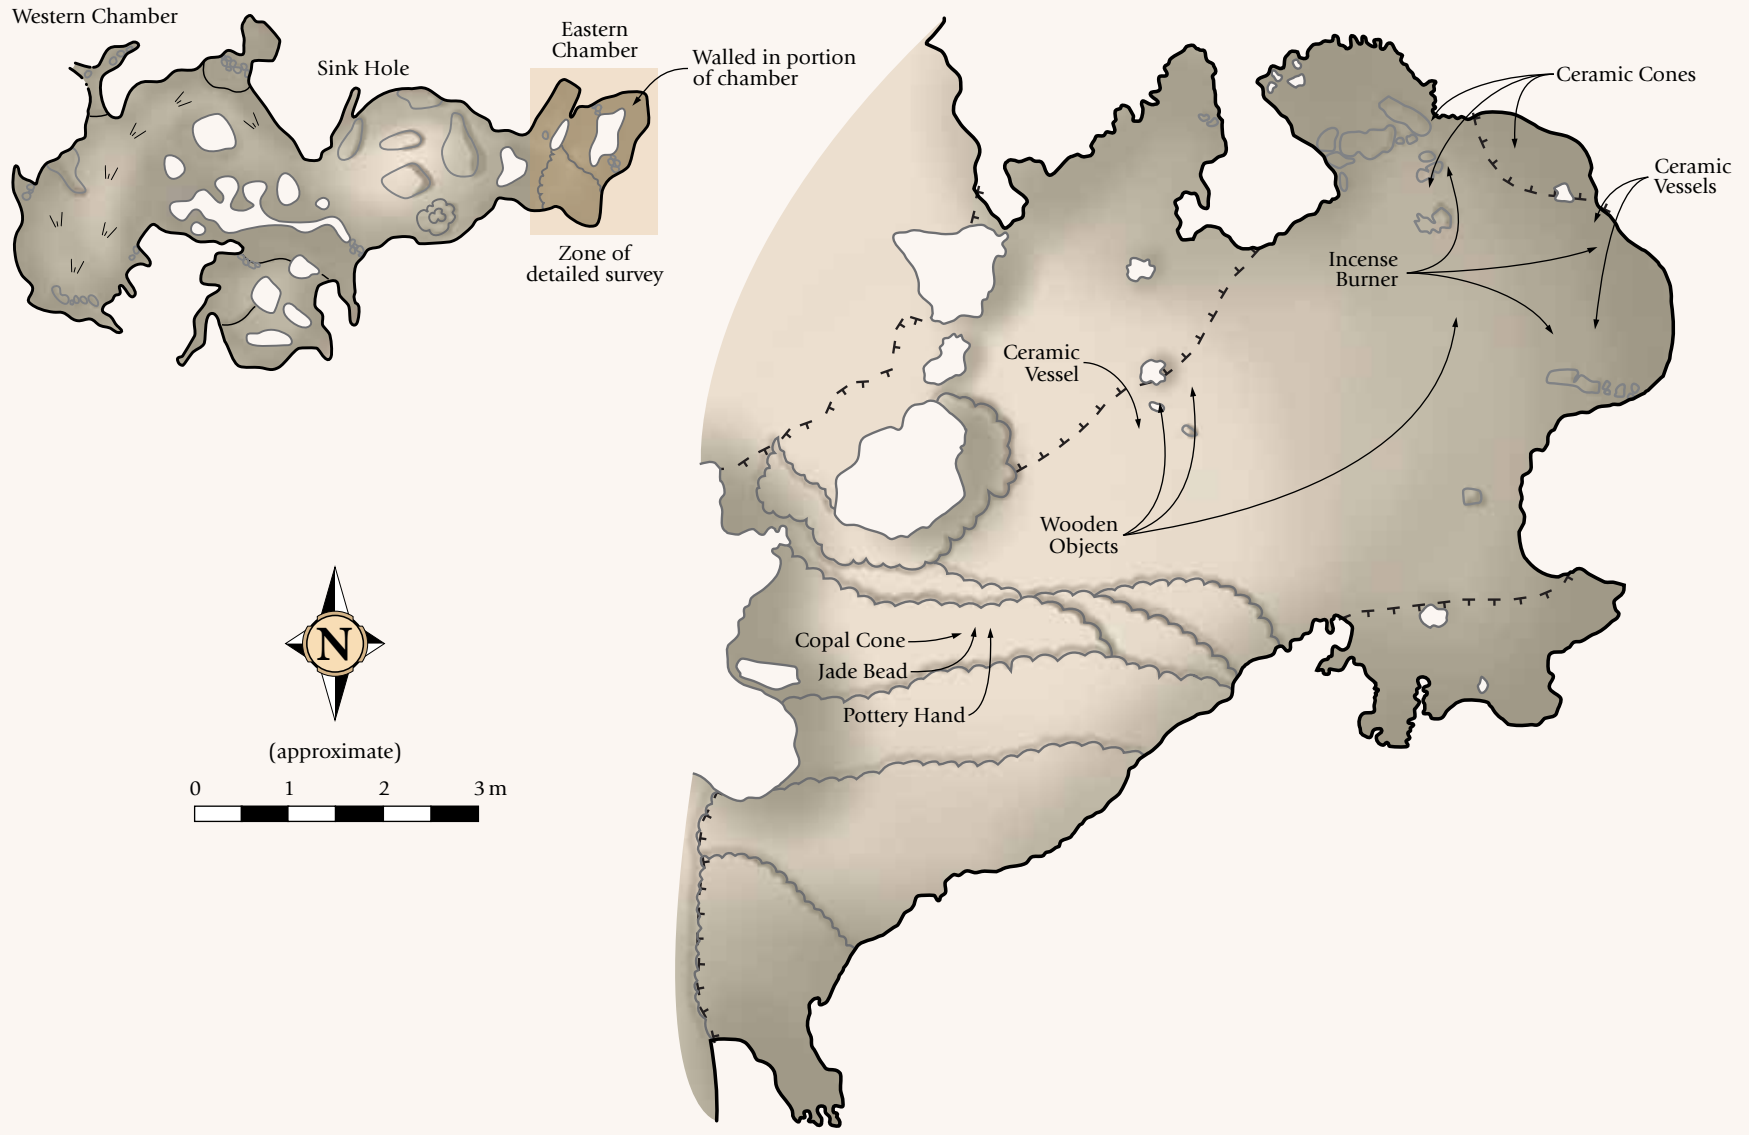 Western Chamber
Sink Hole
Eastern
Chamber
Walled in portion
of chamber
Zone of
detailed survey
Ceramic Cones
Ceramic
Vessels
Incense
Burner
Ceramic
Vessel
Wooden
Objects
Copal Cone
Jade Bead
Pottery Hand
N
(approximate)
0 1 2 3 m